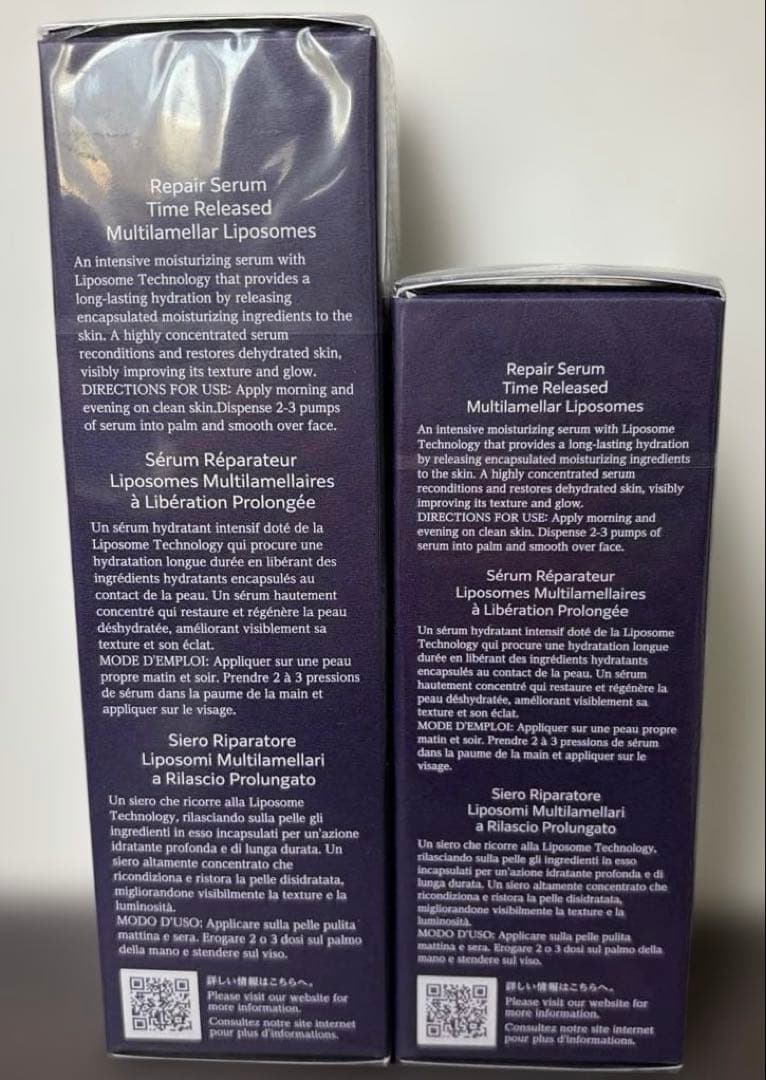 Repair Serum
Time Released
Multilamellar Liposomes
An intensive moisturizing serum with
Liposome Technology that provides a
long-lasting hydration by releasing
encapsulated moisturizing ingredients to the
skin. A highly concentrated serum
reconditions and restores dehydrated skin,
visibly improving its texture and glow.
DIRECTIONS FOR USE: Apply morning and
evening on clean skin.Dispense 2-3 pumps
of serum into palm and smooth over face.
Sérum Réparateur
Liposomes Multilamellaires
à Libération Prolongée
Un sérum hydratant intensif doté de la
Liposome Technology qui procure une
hydratation longue durée en libérant des
ingrédients hydratants encapsulés au
contact de la peau. Un sérum hautement
concentré qui restaure et régénère la peau
déshydratée, améliorant visiblement sa
texture et son éclat.
MODE D'EMPLOI: Appliquer sur une peau
propre matin et soir. Prendre 2 à 3 pressions
de sérum dans la paume de la main et
appliquer sur le visage.
Siero Riparatore
Liposomi Multilamellari
a Rilascio Prolungato
Un siero che ricorre alla Liposome
Technology, rilasciando sulla pelle gli
ingredienti in esso incapsulati per un'azione
idratante profonda e di lunga durata. Un
siero altamente concentrato che
ricondiziona e ristora la pelle disidratata,
migliorandone visibilmente la texture e la
luminosità.
MODO D'USO: Applicare sulla pelle pulita
mattina e sera. Erogare 2 o 3 dosi sul palmo
della mano e stendere sul viso.
詳しい情報はこちらへ。
Please visit our website for
more information.
Consultez notre site internet
pour plus d'informations.
Repair Serum
Time Released
Multilamellar Liposomes
An intensive moisturizing serum with Liposome
Technology that provides a long-lasting hydration
by releasing encapsulated moisturizing ingredients
to the skin. A highly concentrated serum
reconditions and restores dehydrated skin, visibly
improving its texture and glow.
DIRECTIONS FOR USE: Apply morning and
evening on clean skin. Dispense 2-3 pumps of
serum into palm and smooth over face.
Sérum Réparateur
Liposomes Multilamellaires
à Libération Prolongée
Un sérum hydratant intensif doté de la Liposome
Technology qui procure une hydratation longue
durée en libérant des ingrédients hydratants
encapsulés au contact de la peau. Un sérum
hautement concentré qui restaure et régénère la
peau déshydratée, améliorant visiblement sa
texture et son éclat.
MODE D'EMPLOI: Appliquer sur une peau propre
matin et soir. Prendre 2 à 3 pressions de sérum
dans la paume de la main et appliquer sur le
visage.
Siero Riparatore
Liposomi Multilamellari
a Rilascio Prolungato
Un siero che ricorre alla Liposome Technology,
rilasciando sulla pelle gli ingredienti in esso
incapsulati per un'azione idratante profonda e di
lunga durata. Un siero altamente concentrato che
ricondiziona e ristora la pelle disidratata,
migliorandone visibilmente la texture e la
luminosità.
MODO D'USO: Applicare sulla pelle pulita
mattina e sera. Erogare 2 o 3 dosi sul palmo della
mano e stendere sul viso.
詳しい情報はこちらへ。
Please visit our website for
more information.
Consultez notre site internet
pour plus d'informations.